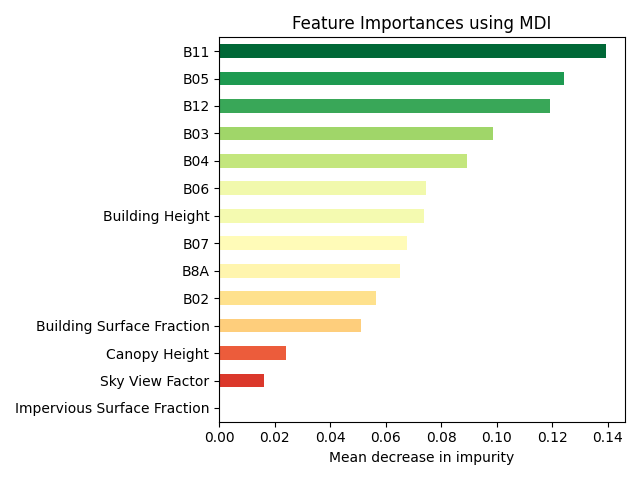 Feature Importances using MDI
B11
B05
B12
B03
B04
B06
Building Height
B07
B8A
B02
Building Surface Fraction
Canopy Height
Sky View Factor
Impervious Surface Fraction
0.00 0.02 0.04 0.06 0.08 0.10 0.12 0.14
Mean decrease in impurity